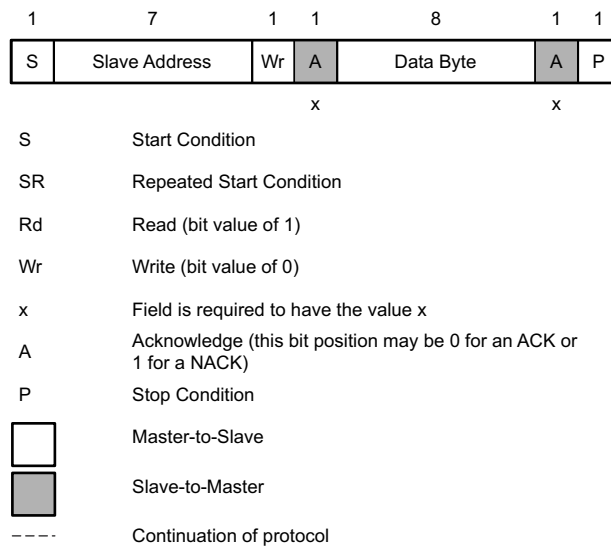 1 7 1 1 8 1 1
S Slave Address Wr A Data Byte A P
x x
S Start Condition
SR Repeated Start Condition
Rd Read (bit value of 1)
Wr Write (bit value of 0)
x Field is required to have the value x
A Acknowledge (this bit position may be 0 for an ACK or
1 for a NACK)
P Stop Condition
Master-to-Slave
Slave-to-Master
Continuation of protocol